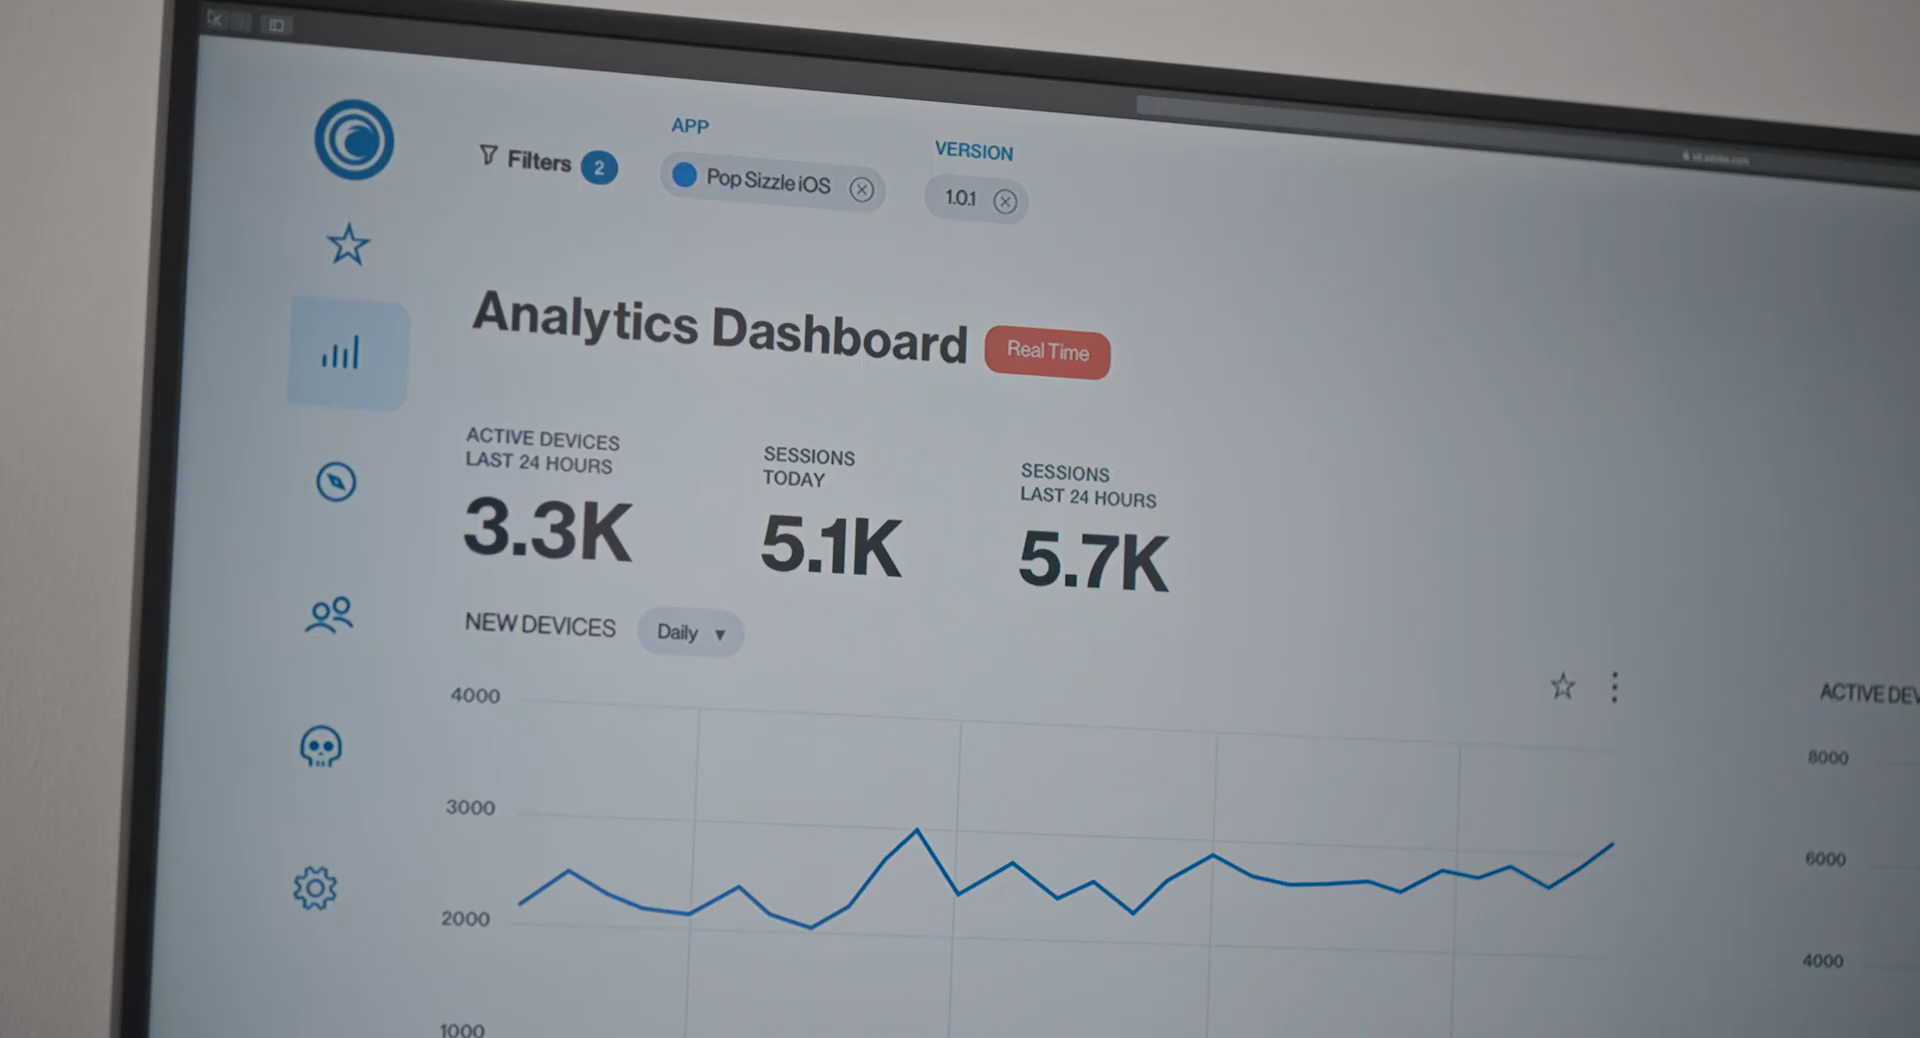 APP
VERSION
Filters 2
Pop Sizzle iOS
1.0.1
Analytics Dashboard
Real Time
ACTIVE DEVICES
LAST 24 HOURS
3.3K
SESSIONS
TODAY
5.1K
SESSIONS
LAST 24 HOURS
5.7K
NEW DEVICES
Daily
4000
3000
2000
1000
ACTIVE DEV
8000
6000
4000